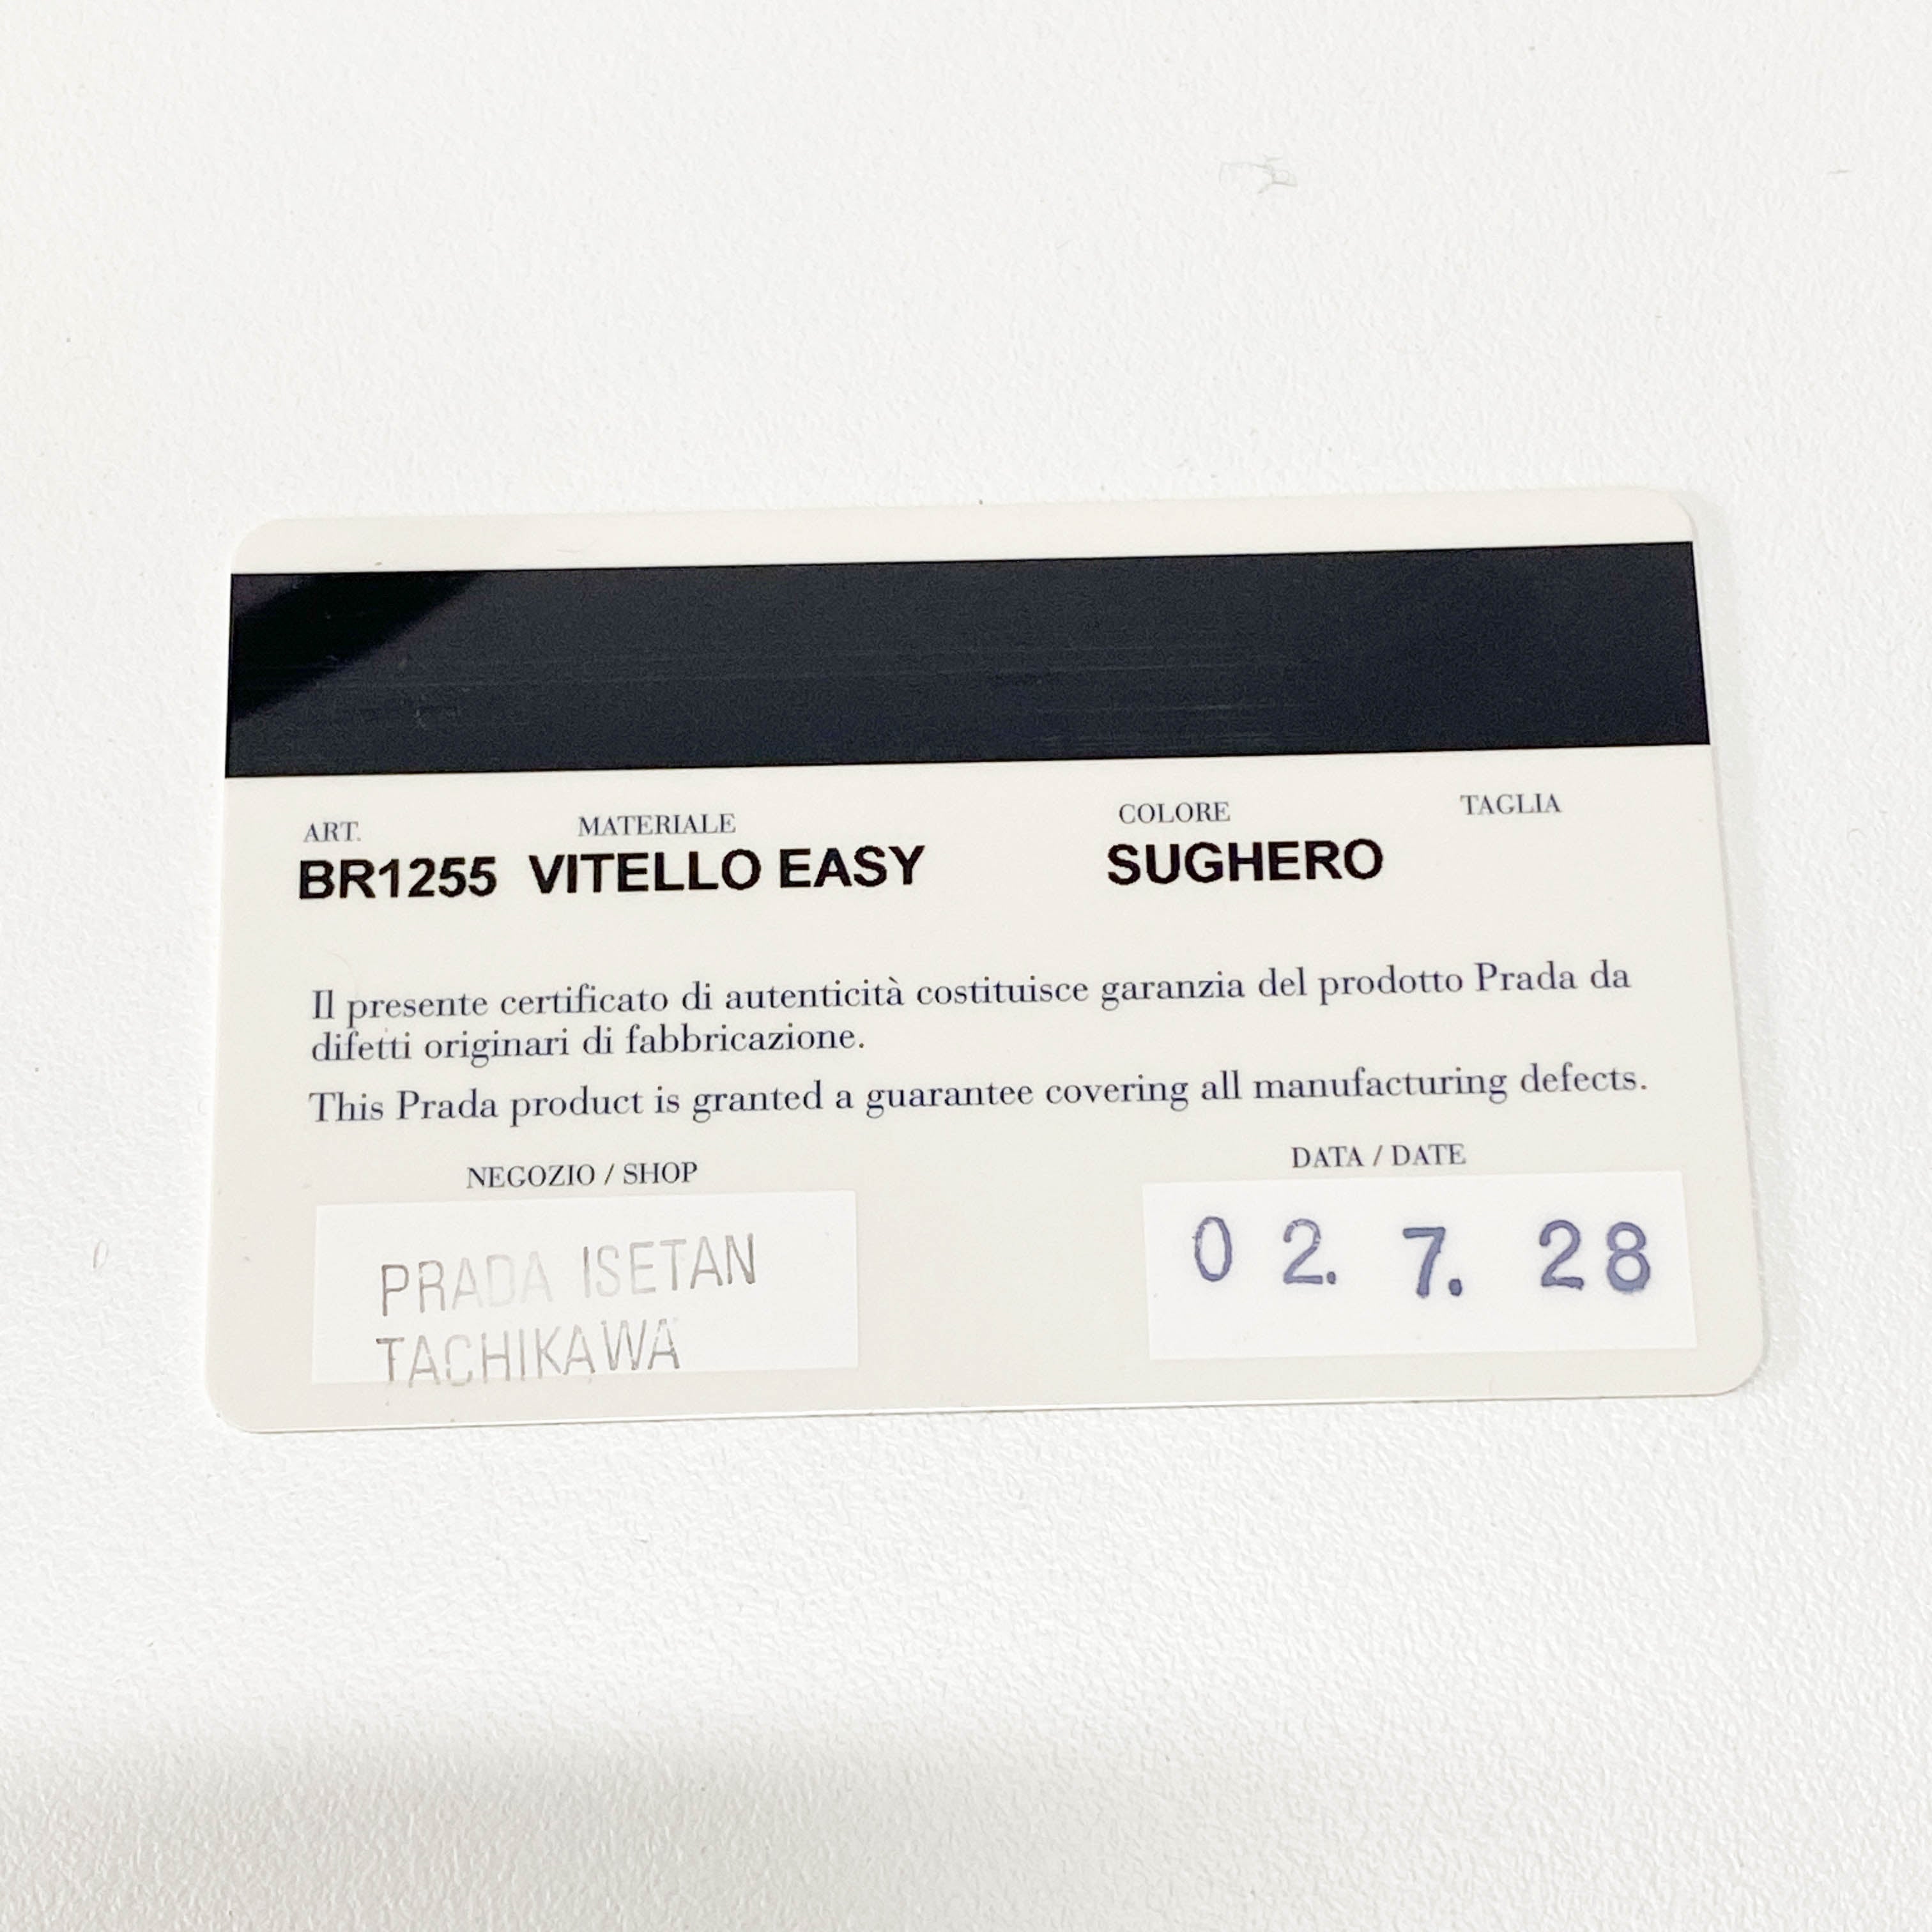 ART. MATERIALE COLORE TAGLIA
BR1255 VITELLO EASY SUGHERO
Il presente certificato di autenticità costituisce garanzia del prodotto Prada da
difetti originari di fabbricazione.
This Prada product is granted a guarantee covering all manufacturing defects.
NEGOZIO / SHOP
PRADA ISETAN
TACHIKAWA
DATA / DATE
02. 7. 28